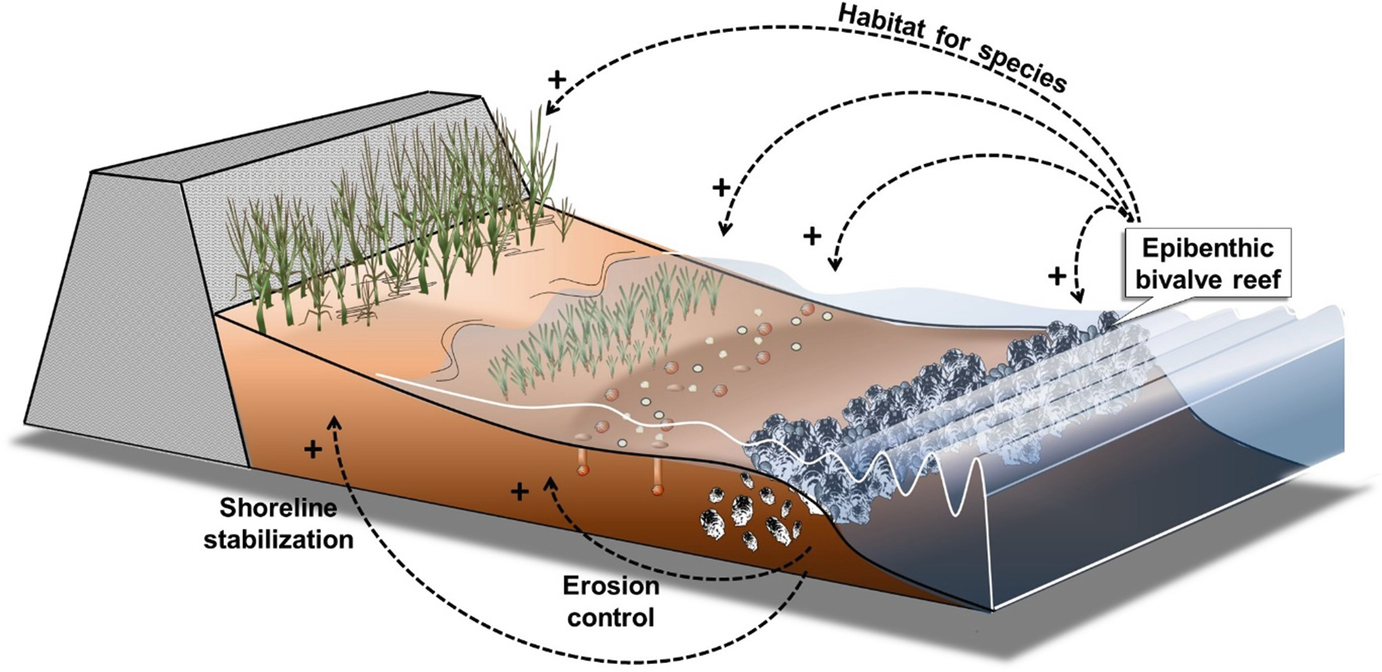 Habitat for species
+
+
+
+
Epibenthic
bivalve reef
+
+
Shoreline
stabilization
Erosion
control